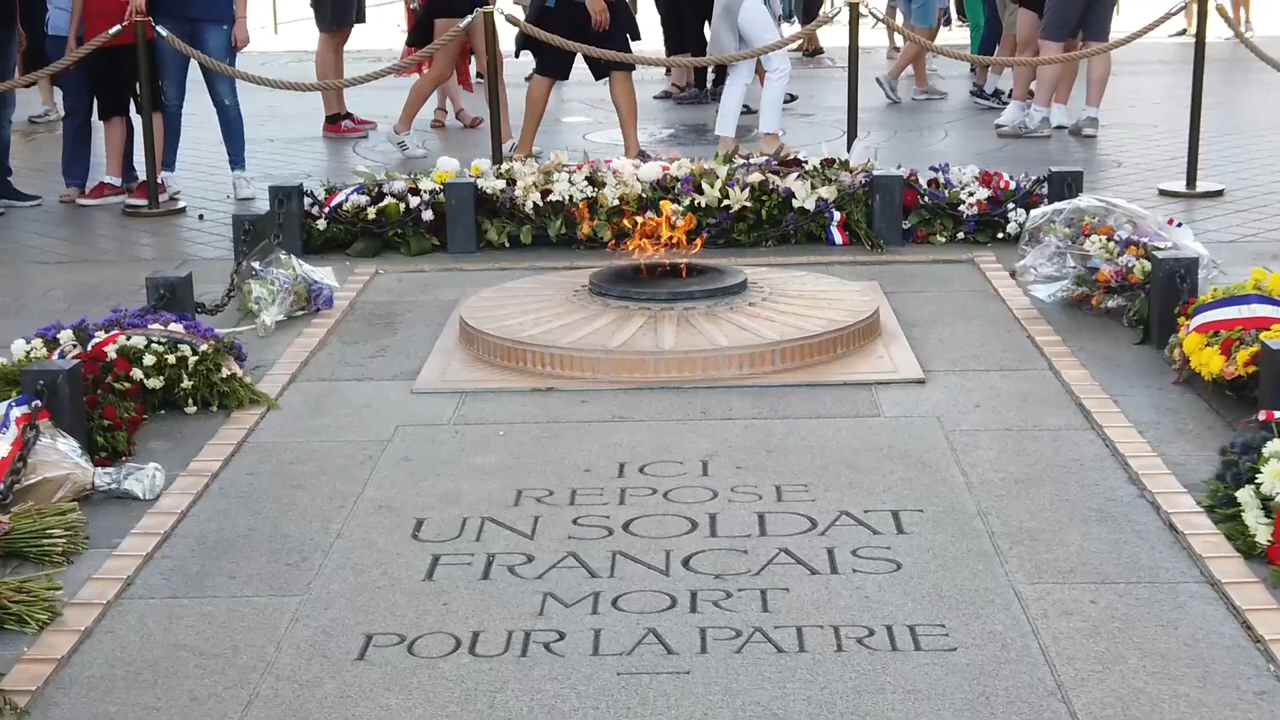 ICI
REPOSE
UN SOLDAT
FRANÇAIS
MORT
POUR LA PATRIE